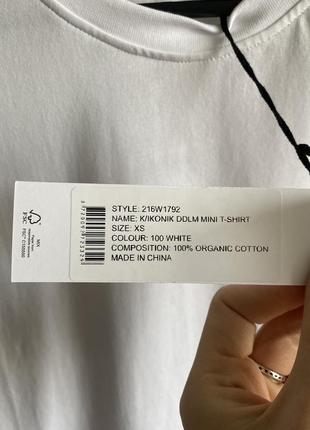 STYLE: 216W1792
NAME: K/IKONIK DDLM MINI T-SHIRT
SIZE: XS
COLOUR: 100 WHITE
COMPOSITION: 100% ORGANIC COTTON
MADE IN CHINA
FSC
MIX